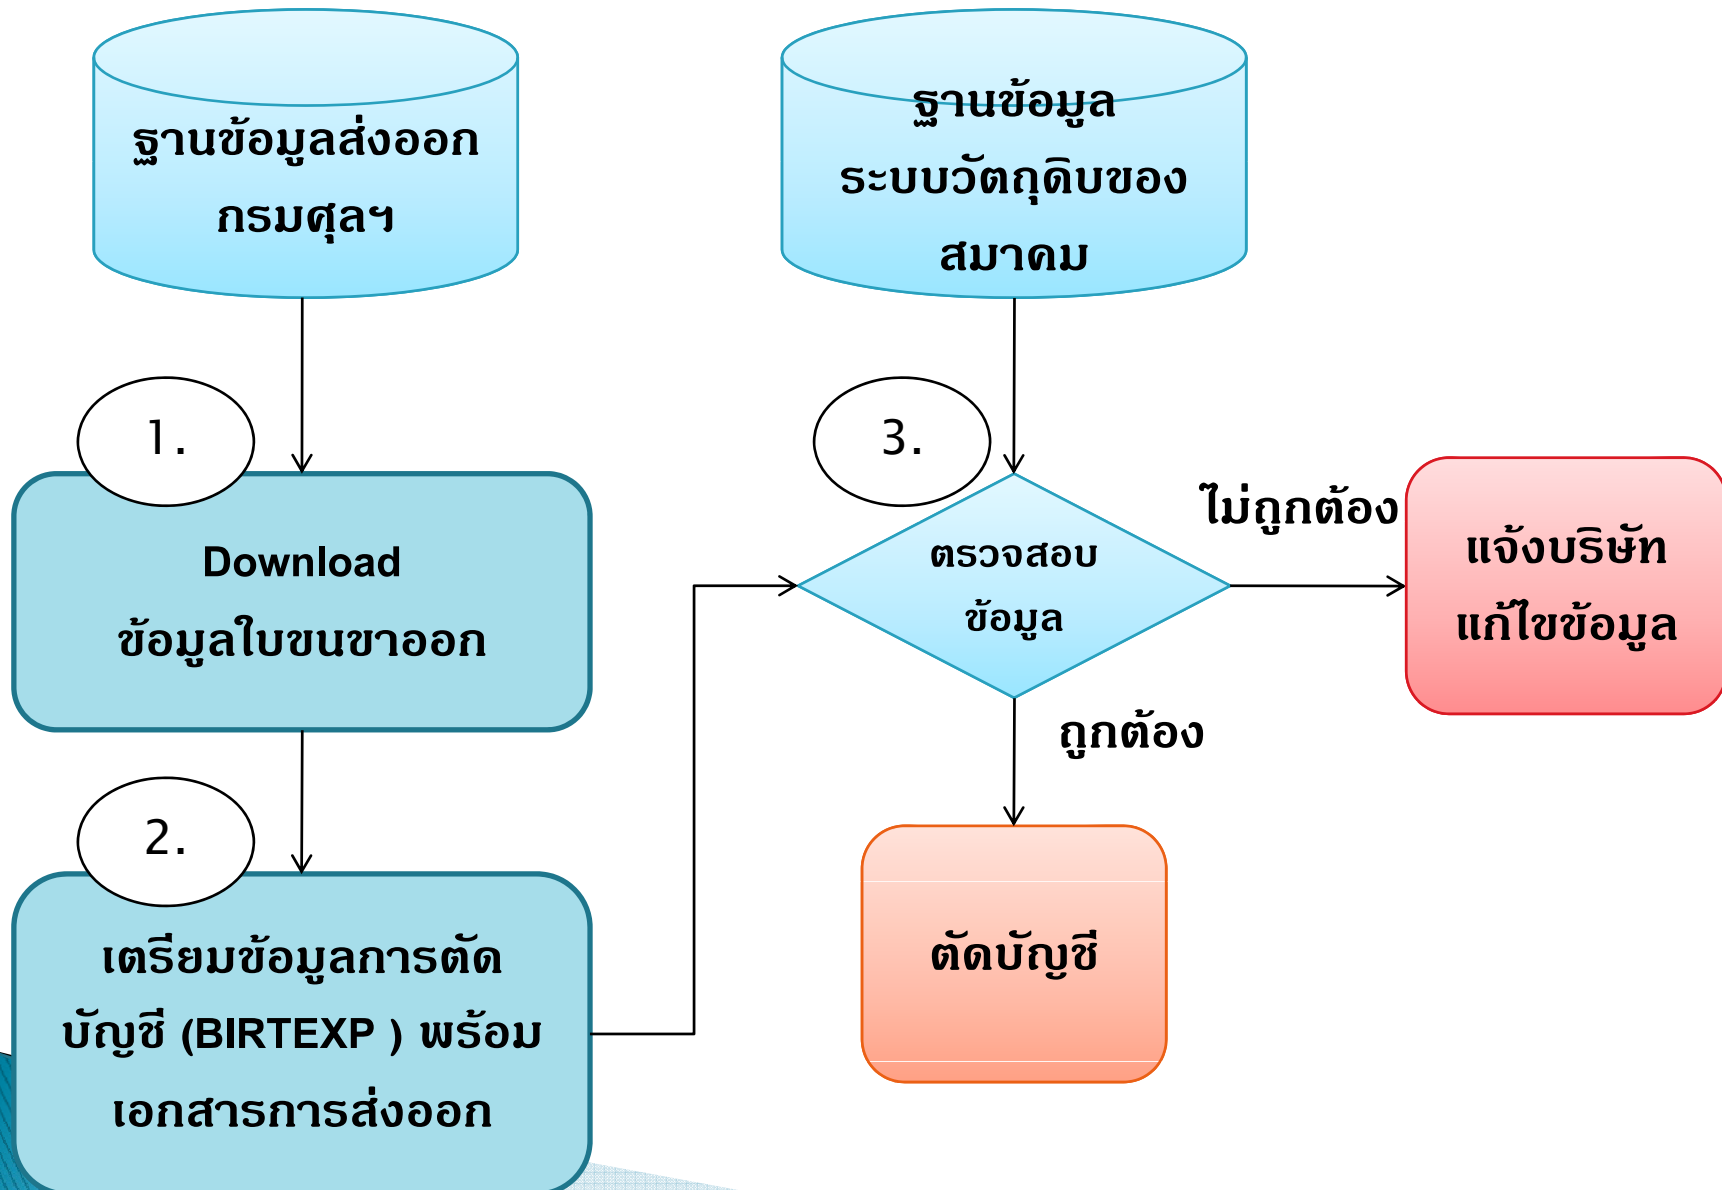 ฐานข้อมูลส่งออก
กรมศุลฯ
1.
Download
ข้อมูลใบขนขาออก
2.
เตรียมข้อมูลการตัด
บัญชี (BIRTEXP ) พร้อม
เอกสารการส่งออก
ฐานข้อมูล
ระบบวัตถุดิบของ
สมาคม
3.
ตรวจสอบ
ข้อมูล
ไม่ถูกต้อง
แจ้งบริษัท
แก้ไขข้อมูล
ถูกต้อง
ตัดบัญชี